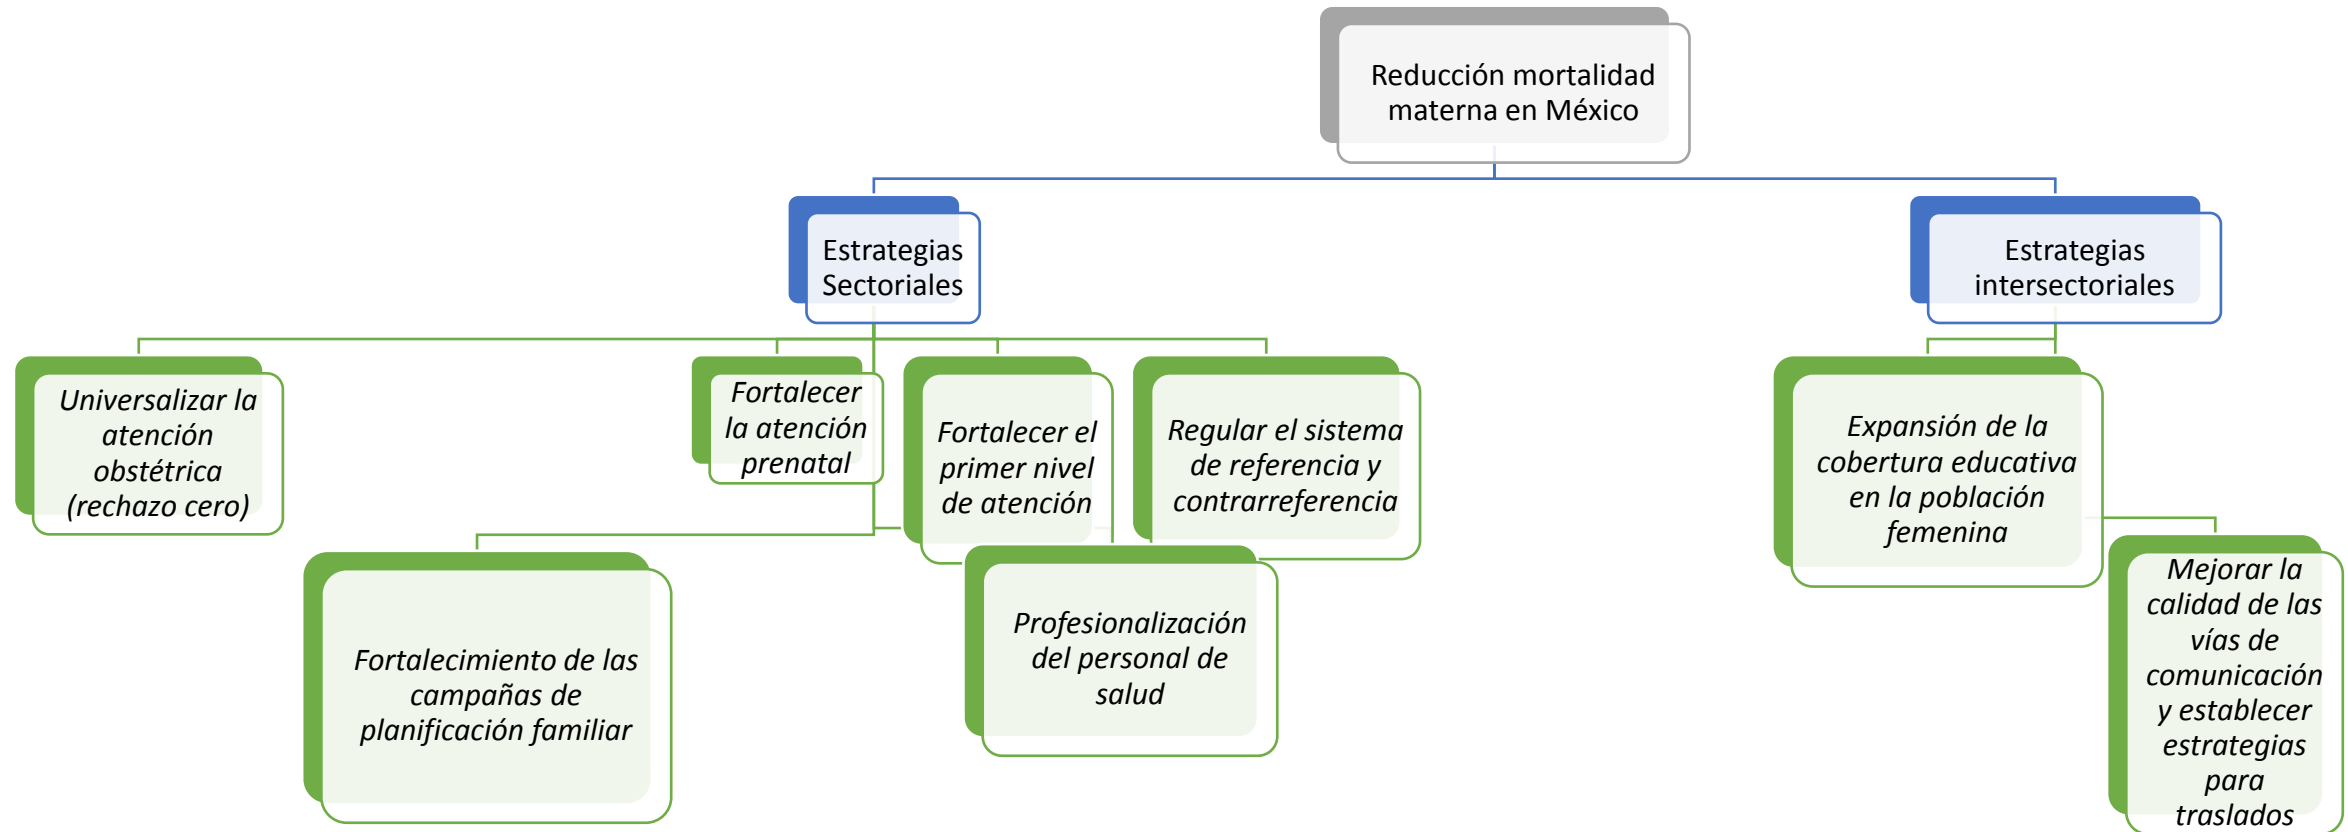 Reducción mortalidad
materna en México
Estrategias
Sectoriales
Estrategias
intersectoriales
Universalizar la
atención
obstétrica
(rechazo cero)
Fortalecer
la atención
prenatal
Fortalecer el
primer nivel
de atención
Regular el sistema
de referencia y
contrarreferencia
Expansión de la
cobertura educativa
en la población
femenina
Fortalecimiento de las
campañas de
planificación familiar
Profesionalización
del personal de
salud
Mejorar la
calidad de las
vías de
comunicación
y establecer
estrategias
para
traslados